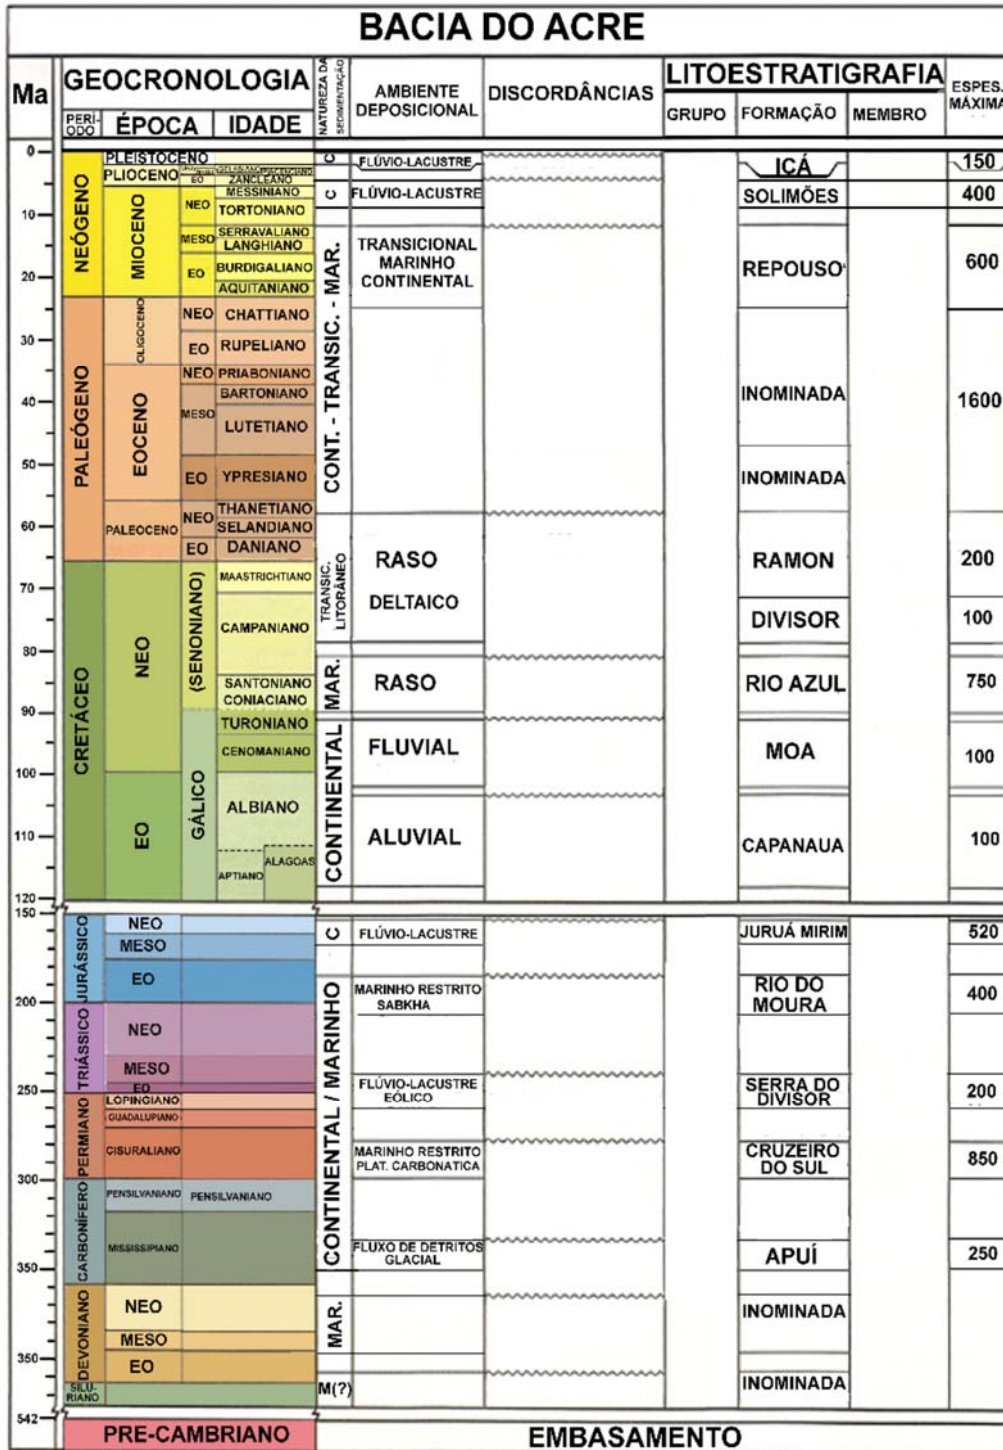 BACIA DO ACRE
Ma
GEOCRONOLOGIA
PERÍ-
ODO
ÉPOCA
IDADE
NATUREZA DA
SEDIMENTAÇÃO
AMBIENTE
DEPOSICIONAL
DISCORDÂNCIAS
LITOESTRATIGRAFIA
GRUPO
FORMAÇÃO
MEMBRO
ESPES.
MÁXIMA
0
10
20
30
40
50
60
70
80
90
100
110
120
150
200
250
300
350
350
542
NEÓGENO
PALEÓGENO
CRETÁCEO
JURÁSSICO
TRIÁSSICO
PERMIANO
CARBONÍFERO
DEVONIANO
SILU-
RIANO
PLEISTOCENO
PLIOCENO
MIOCENO
OLIGOCENO
EOCENO
PALEOCENO
NEO
EO
NEO
MESO
EO
NEO
MESO
EO
LOPINGIANO
GUADALUPIANO
CISURALIANO
PENSILVANIANO
MISSISSIPIANO
NEO
MESO
EO
EO
NEO
MESO
EO
NEO
EO
NEO
MESO
EO
NEO
EO
(SENONIANO)
GÁLICO
ZANCLEANO
MESSINIANO
TORTONIANO
SERRAVALIANO
LANGHIANO
BURDIGALIANO
AQUITANIANO
CHATTIANO
RUPELIANO
PRIABONIANO
BARTONIANO
LUTETIANO
YPRESIANO
THANETIANO
SELANDIANO
DANIANO
MAASTRICHTIANO
CAMPANIANO
SANTONIANO
CONIACIANO
TURONIANO
CENOMANIANO
ALBIANO
ALAGOAS
APTIANO
PENSILVANIANO
C
C
CONT. - TRANSIC. - MAR.
TRANSIC.
LITORÂNEO
MAR.
CONTINENTAL
C
CONTINENTAL / MARINHO
MAR.
M(?)
FLÚVIO-LACUSTRE
FLÚVIO-LACUSTRE
TRANSICIONAL
MARINHO
CONTINENTAL
RASO
DELTAICO
RASO
FLUVIAL
ALUVIAL
FLÚVIO-LACUSTRE
MARINHO RESTRITO
SABKHA
FLÚVIO-LACUSTRE
EÓLICO
MARINHO RESTRITO
PLAT. CARBONATICA
FLUXO DE DETRITOS
GLACIAL
IÇÁ
SOLIMÕES
REPOUSO
INOMINADA
INOMINADA
RAMON
DIVISOR
RIO AZUL
MOA
CAPANAUA
JURUÁ MIRIM
RIO DO
MOURA
SERRA DO
DIVISOR
CRUZEIRO
DO SUL
APUÍ
INOMINADA
INOMINADA
150
400
600
1600
200
100
750
100
100
520
400
200
850
250
PRE-CAMBRIANO
EMBASAMENTO